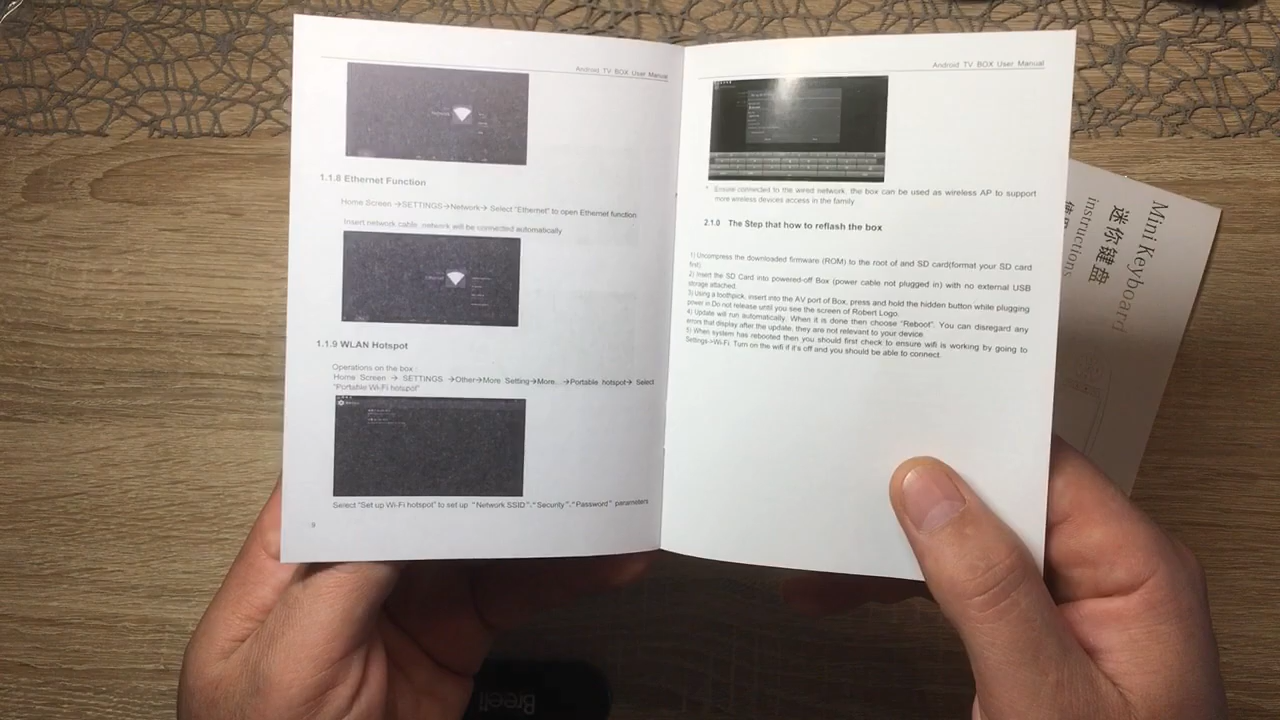 Android TV BOX User Manual
1.1.8 Ethernet Function
Home Screen →SETTINGS→Network→ Select "Ethernet" to open Ethernet function
Insert network cable, network will be connected automatically
1.1.9 WLAN Hotspot
Operations on the box :
Home Screen → SETTINGS →Other→More Setting→More... →Portable hotspot→ Select
"Portable Wi-Fi hotspot"
Select "Set up Wi-Fi hotspot" to set up "Network SSID"、"Security"、"Password" parameters
9
Android TV BOX User Manual
* Ensure connected to the wired network, the box can be used as wireless AP to support
more wireless devices access in the family
2.1.0 The Step that how to reflash the box
1) Uncompress the downloaded firmware (ROM) to the root of and SD card(format your SD card
first).
2) Insert the SD Card into powered-off Box (power cable not plugged in) with no external USB
storage attached.
3) Using a toothpick, insert into the AV port of Box, press and hold the hidden button while plugging
power in.Do not release until you see the screen of Robert Logo.
4) Update will run automatically. When it is done then choose "Reboot". You can disregard any
errors that display after the update, they are not relevant to your device.
5) When system has rebooted then you should first check to ensure wifi is working by going to
Settings->Wi-Fi. Turn on the wifi if it's off and you should be able to connect.
Mini Keyboard
迷你键盘
instructions